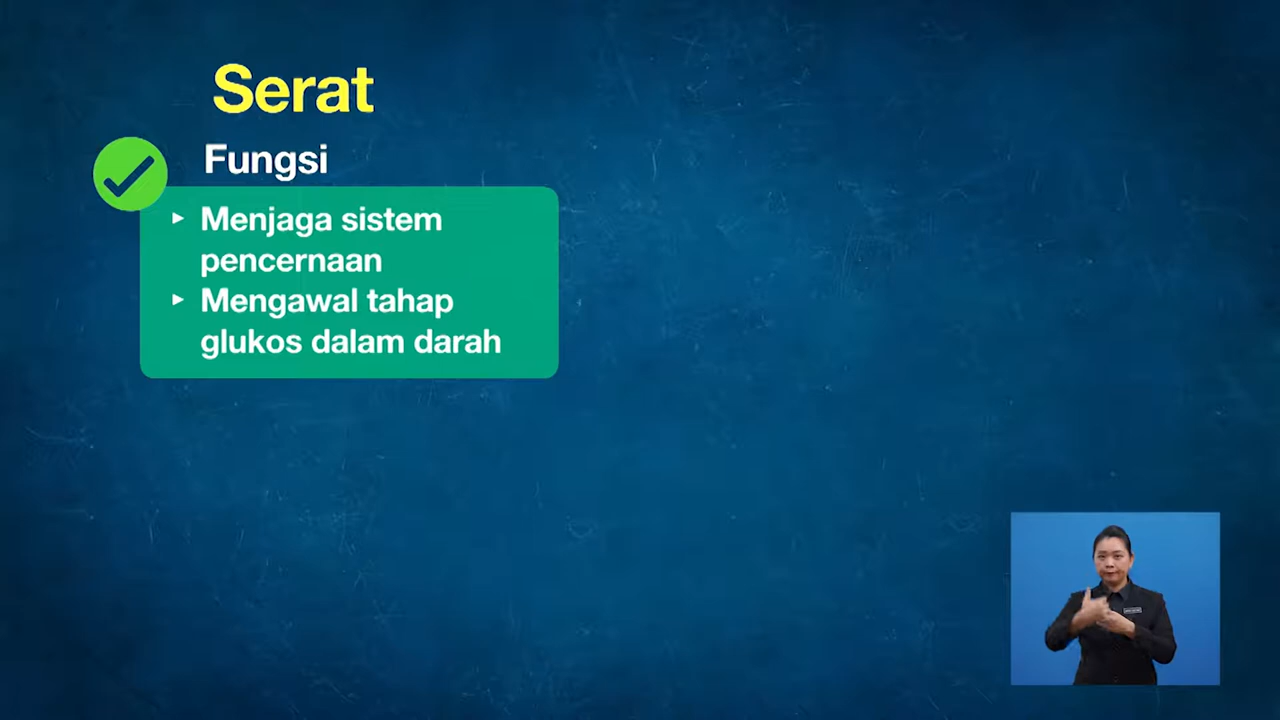 Serat
Fungsi
Menjaga sistem
pencernaan
Mengawal tahap
glukos dalam darah